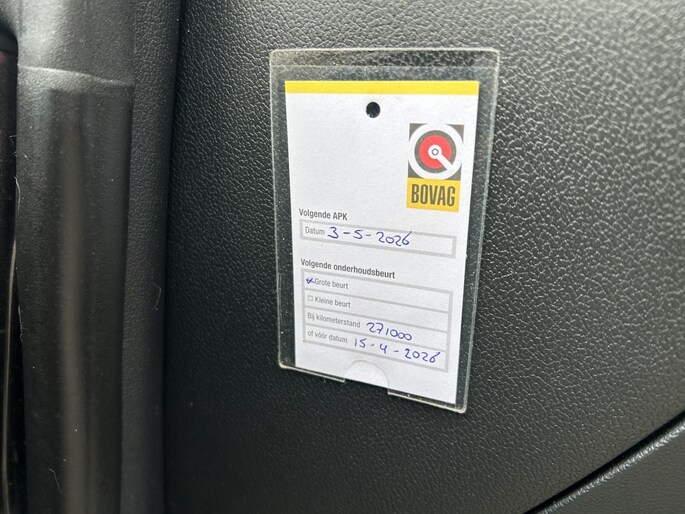 BOVAG
Volgende APK
Datum 3-5-2026
Volgende onderhoudsbeurt
Grote beurt
Kleine beurt
Bij kilometerstand 271000
of vóór datum 15-4-2026